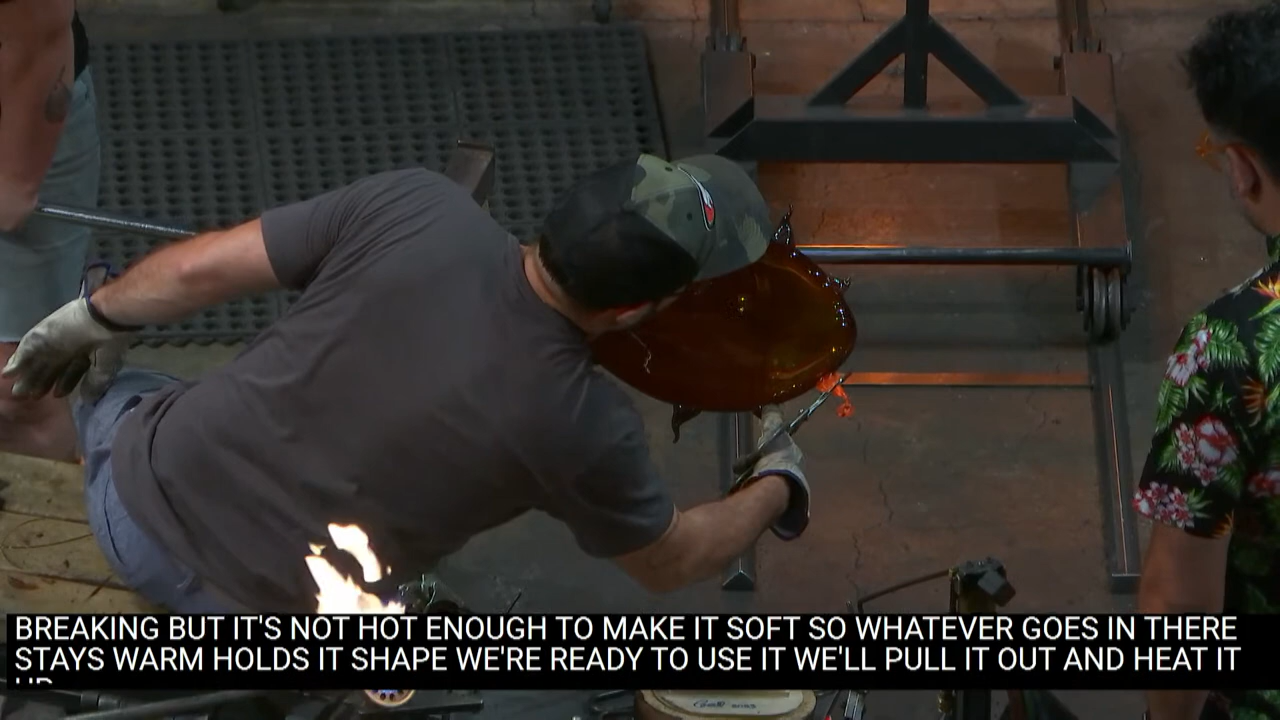 BREAKING BUT IT'S NOT HOT ENOUGH TO MAKE IT SOFT SO WHATEVER GOES IN THERE
STAYS WARM HOLDS IT SHAPE WE'RE READY TO USE IT WE'LL PULL IT OUT AND HEAT IT